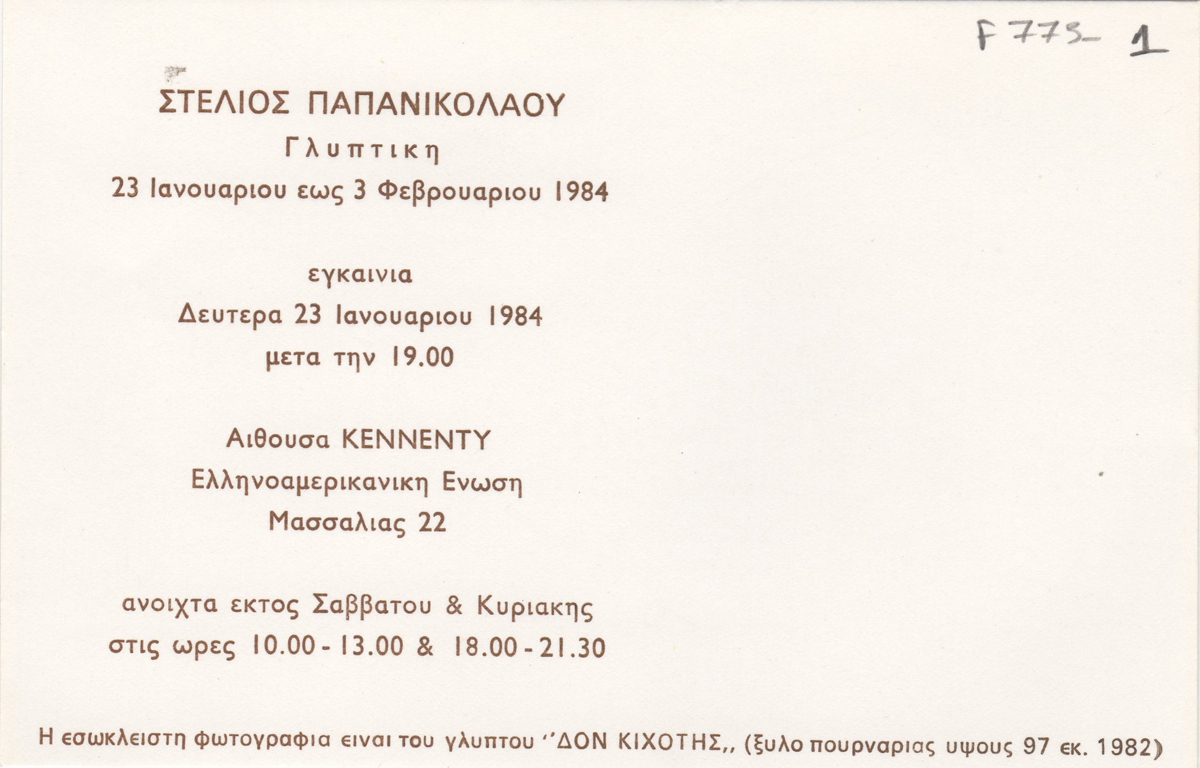 F 773- 1
ΣΤΕΛΙΟΣ ΠΑΠΑΝΙΚΟΛΑΟΥ
Γλυπτικη
23 Ιανουαριου εως 3 Φεβρουαριου 1984
εγκαινια
Δευτερα 23 Ιανουαριου 1984
μετα την 19.00
Αιθουσα ΚΕΝΝΕΝΤΥ
Ελληνοαμερικανικη Ενωση
Μασσαλιας 22
ανοιχτα εκτος Σαββατου & Κυριακης
στις ωρες 10.00 - 13.00 & 18.00 - 21.30
Η εσωκλειστη φωτογραφια ειναι του γλυπτου ‘‘ΔΟΝ ΚΙΧΟΤΗΣ,, (ξυλο πουρναριας υψους 97 εκ. 1982)